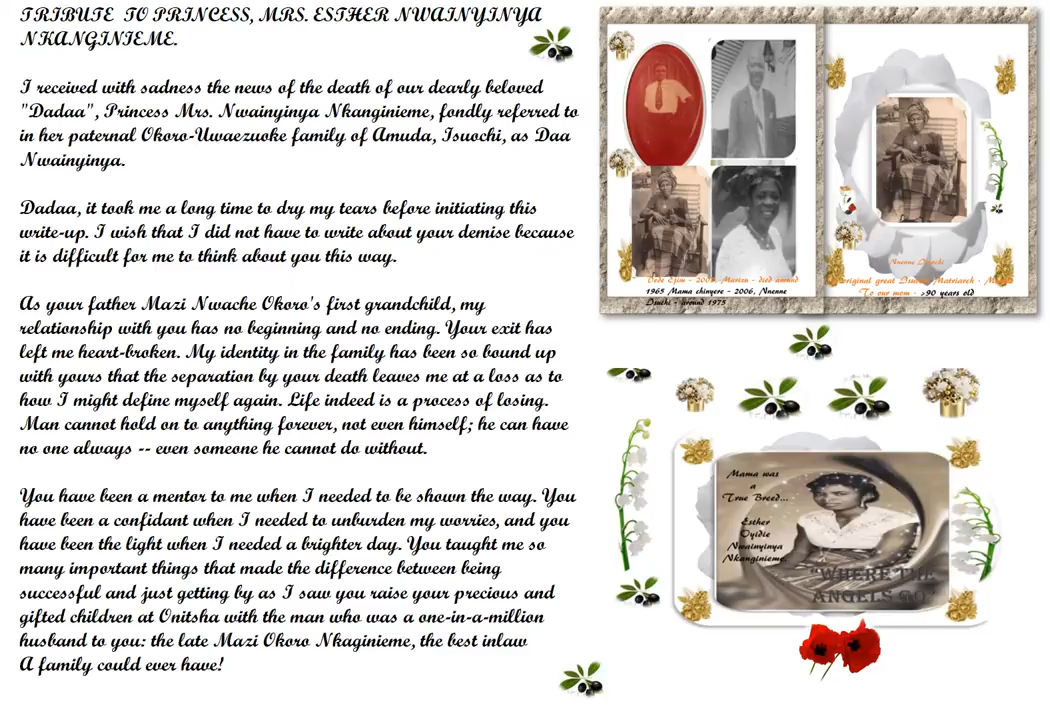 TRIBUTE TO PRINCESS, MRS. ESTHER NWAINYINYA
NKANGINIEME.
I received with sadness the news of the death of our dearly beloved
"Dadaa", Princess Mrs. Nwainyinya Nkanginieme, fondly referred to
in her paternal Okoro-Uwaezuoke family of Amuda, Isuochi, as Daa
Nwainyinya.
Dadaa, it took me a long time to dry my tears before initiating this
write-up. I wish that I did not have to write about your demise because
it is difficult for me to think about you this way.
As your father Mazi Nwache Okoro's first grandchild, my
relationship with you has no beginning and no ending. Your exit has
left me heart-broken. My identity in the family has been so bound up
with yours that the separation by your death leaves me at a loss as to
how I might define myself again. Life indeed is a process of losing.
Man cannot hold on to anything forever, not even himself; he can have
no one always -- even someone he cannot do without.
You have been a mentor to me when I needed to be shown the way. You
have been a confidant when I needed to unburden my worries, and you
have been the light when I needed a brighter day. You taught me so
many important things that made the difference between being
successful and just getting by as I saw you raise your precious and
gifted children at Onitsha with the man who was a one-in-a-million
husband to you: the late Mazi Okoro Nkaginieme, the best inlaw
A family could ever have!
Dede Ejim - 200 - died around
1965 Mama chinyere - 2006, Nnenne
Isuchi - around 1975
Nnenne Isuochi
original great Matriarch -
To our mom - >90 years old
Mama was
a
True Breed...
Esther
Oyidie
Nwainyinya
Nkanginieme.
"WHERE THE
ANGELS GO"